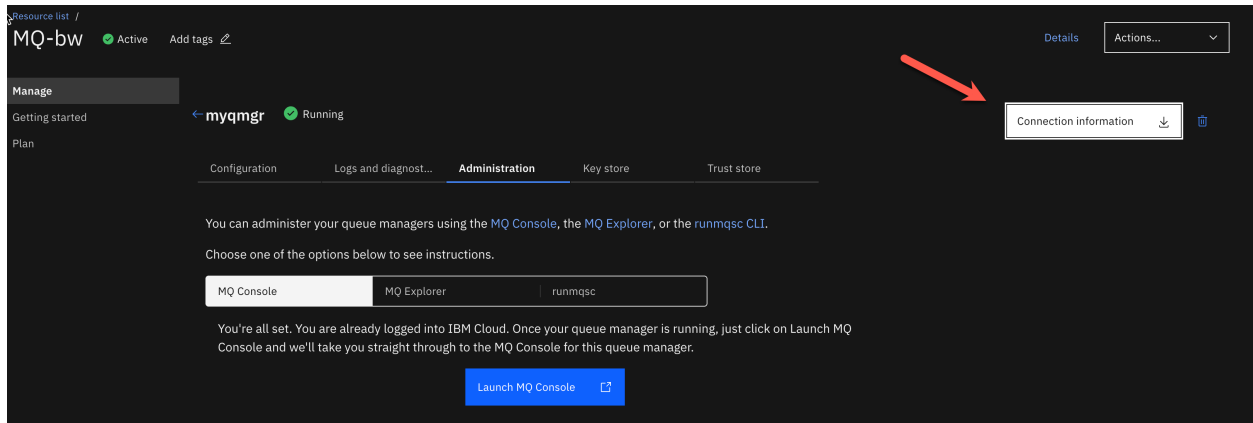 Resource list /
MQ-bw Active Add tags Details Actions...
Manage
Getting started
Plan
myqmgr Running Connection information
Configuration Logs and diagnost... Administration Key store Trust store
You can administer your queue managers using the MQ Console, the MQ Explorer, or the runmqsc CLI.
Choose one of the options below to see instructions.
MQ Console MQ Explorer runmqsc
You're all set. You are already logged into IBM Cloud. Once your queue manager is running, just click on Launch MQ
Console and we'll take you straight through to the MQ Console for this queue manager.
Launch MQ Console